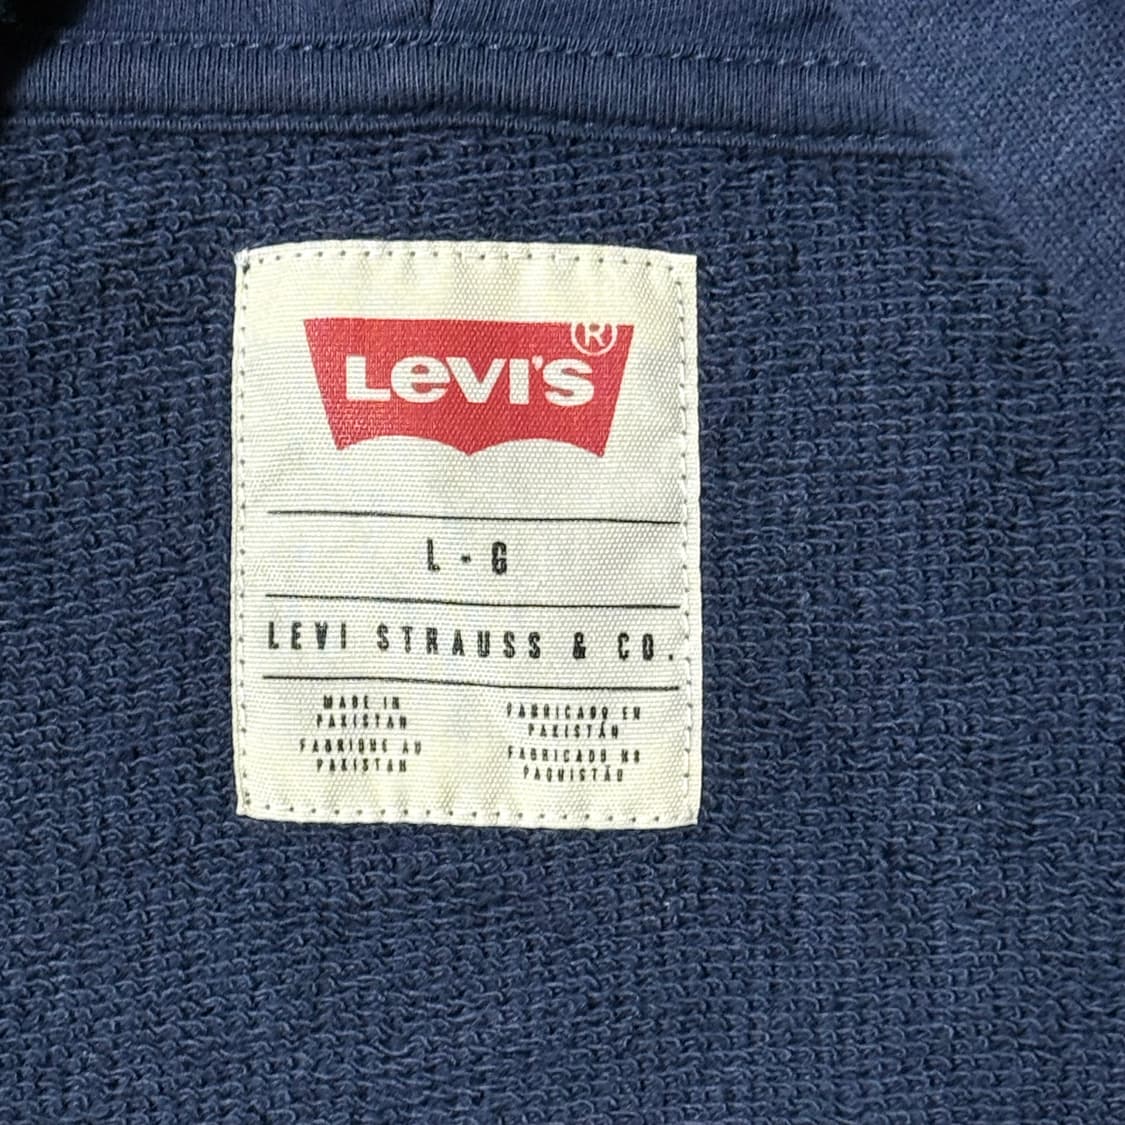 LEVI'S®
L - G
LEVI STRAUSS & CO.
MADE IN
PAKISTAN
FABRIQUE AU
PAKISTAN
FABRICADO EN
PAKISTÁN
FABRICADO NO
PAQUISTÃO